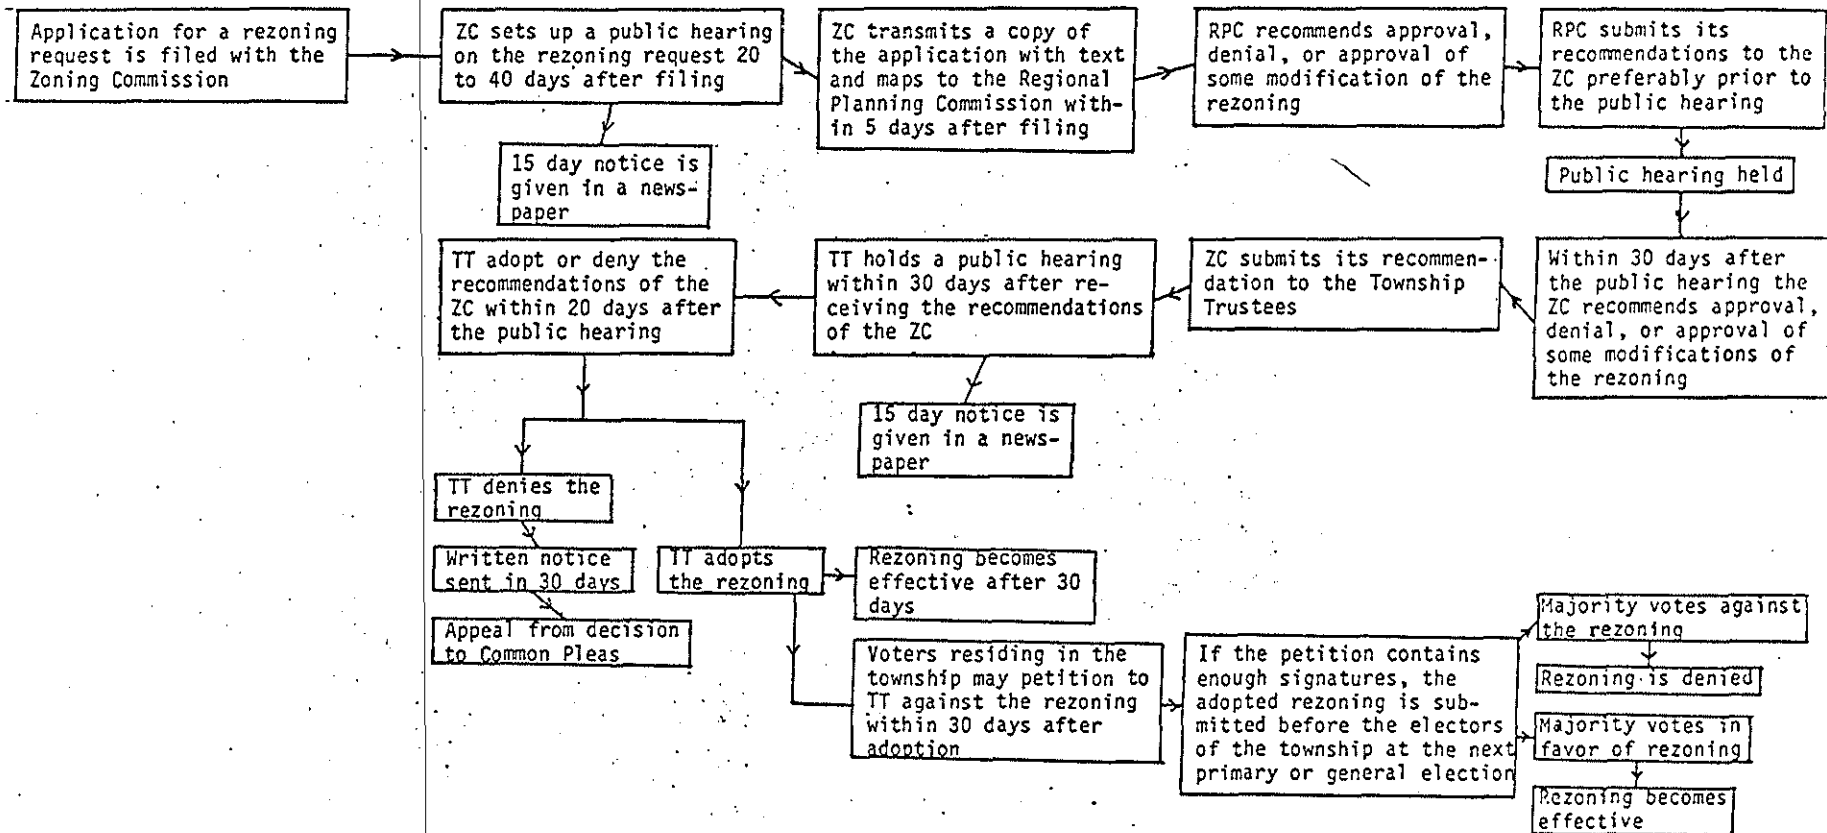 Application for a rezoning
request is filed with the
Zoning Commission
ZC sets up a public hearing
on the rezoning request 20
to 40 days after filing
15 day notice is
given in a news-
paper
ZC transmits a copy of
the application with text
and maps to the Regional
Planning Commission with-
in 5 days after filing
RPC recommends approval,
denial, or approval of
some modification of the
rezoning
RPC submits its
recommendations to the
ZC preferably prior to
the public hearing
Public hearing held
Within 30 days after
the public hearing the
ZC recommends approval,
denial, or approval of
some modifications of
the rezoning
ZC submits its recommen-
dation to the Township
Trustees
TT holds a public hearing
within 30 days after re-
ceiving the recommendations
of the ZC
15 day notice is
given in a news-
paper
TT adopt or deny the
recommendations of the
ZC within 20 days after
the public hearing
TT denies the
rezoning
Written notice
sent in 30 days
Appeal from decision
to Common Pleas
TT adopts
the rezoning
Rezoning becomes
effective after 30
days
Voters residing in the
township may petition to
TT against the rezoning
within 30 days after
adoption
If the petition contains
enough signatures, the
adopted rezoning is sub-
mitted before the electors
of the township at the next
primary or general election
Majority votes against
the rezoning
Rezoning is denied
Majority votes in
favor of rezoning
Rezoning becomes
effective